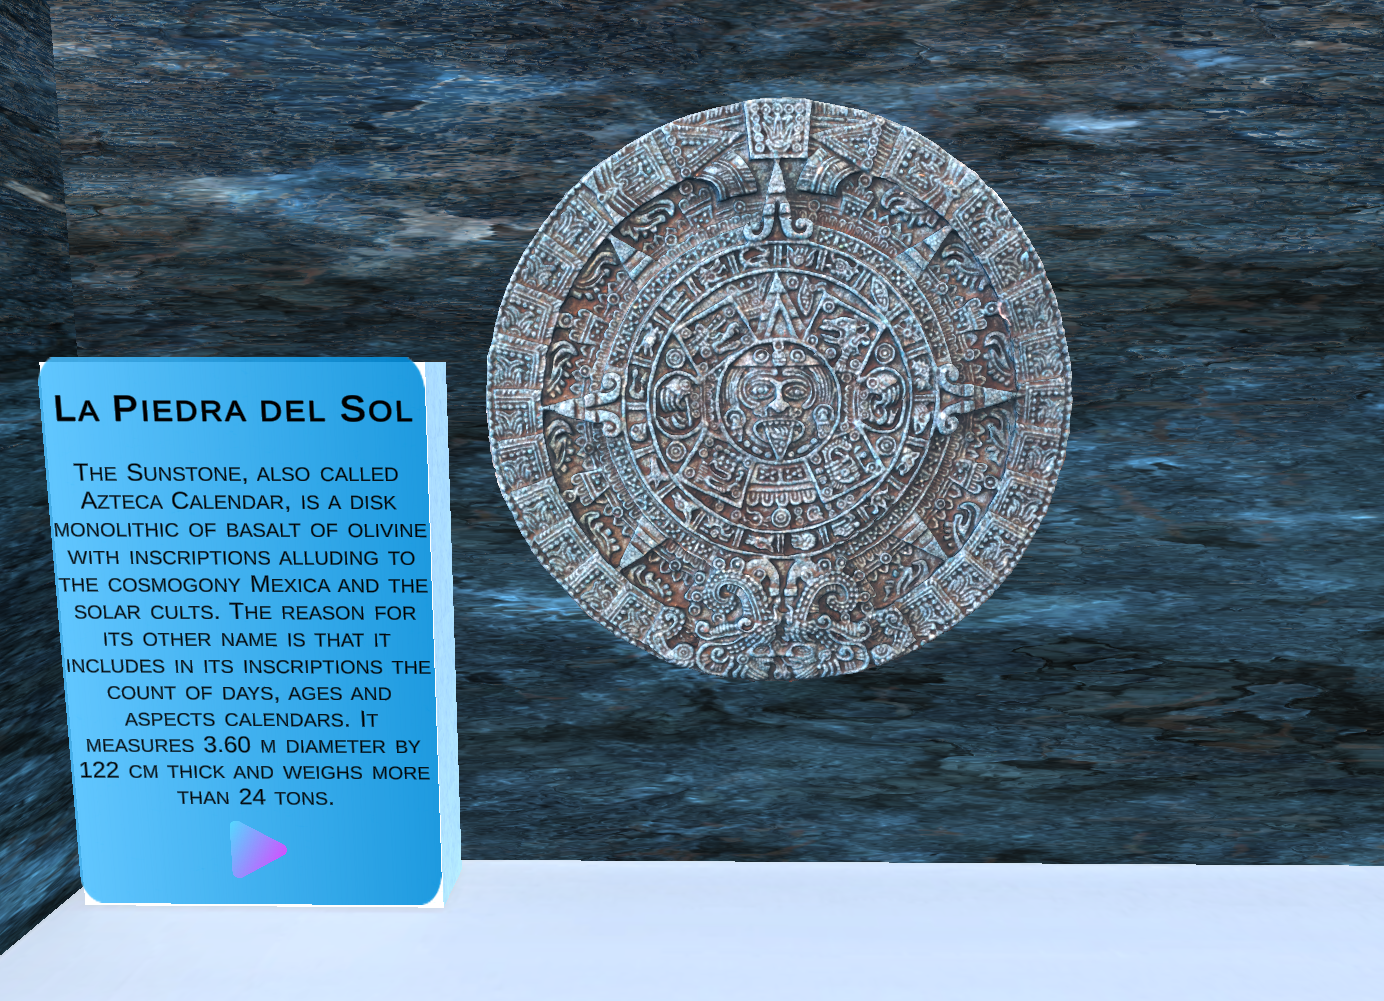 La Piedra del Sol
The Sunstone, also called
Azteca Calendar, is a disk
monolithic of basalt of olivine
with inscriptions alluding to
the cosmogony Mexica and the
solar cults. The reason for
its other name is that it
includes in its inscriptions the
count of days, ages and
aspects calendars. It
measures 3.60 m diameter by
122 cm thick and weighs more
than 24 tons.